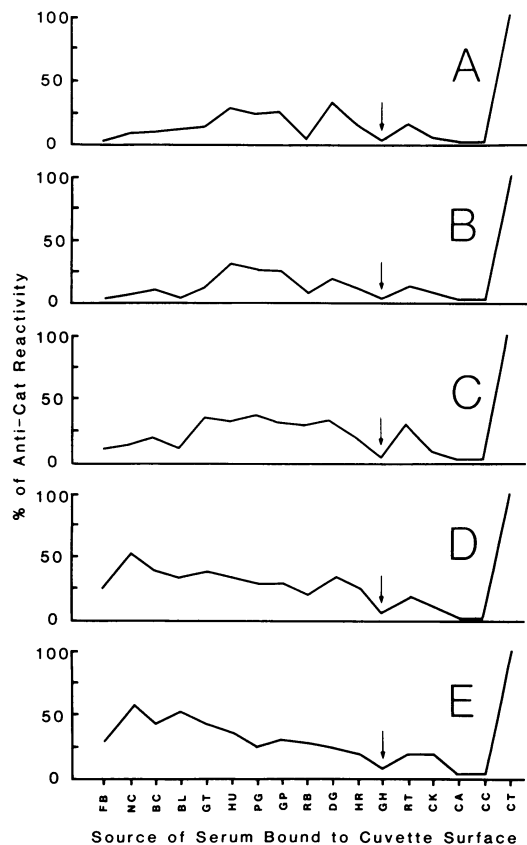 100
50
0
A
100
50
0
B
100
50
0
C
100
50
0
D
100
50
0
E
% of Anti-Cat Reactivity
FB NC BC BL GT HU PG GP RB DG HR GH RT CK CA CC CT
Source of Serum Bound to Cuvette Surface